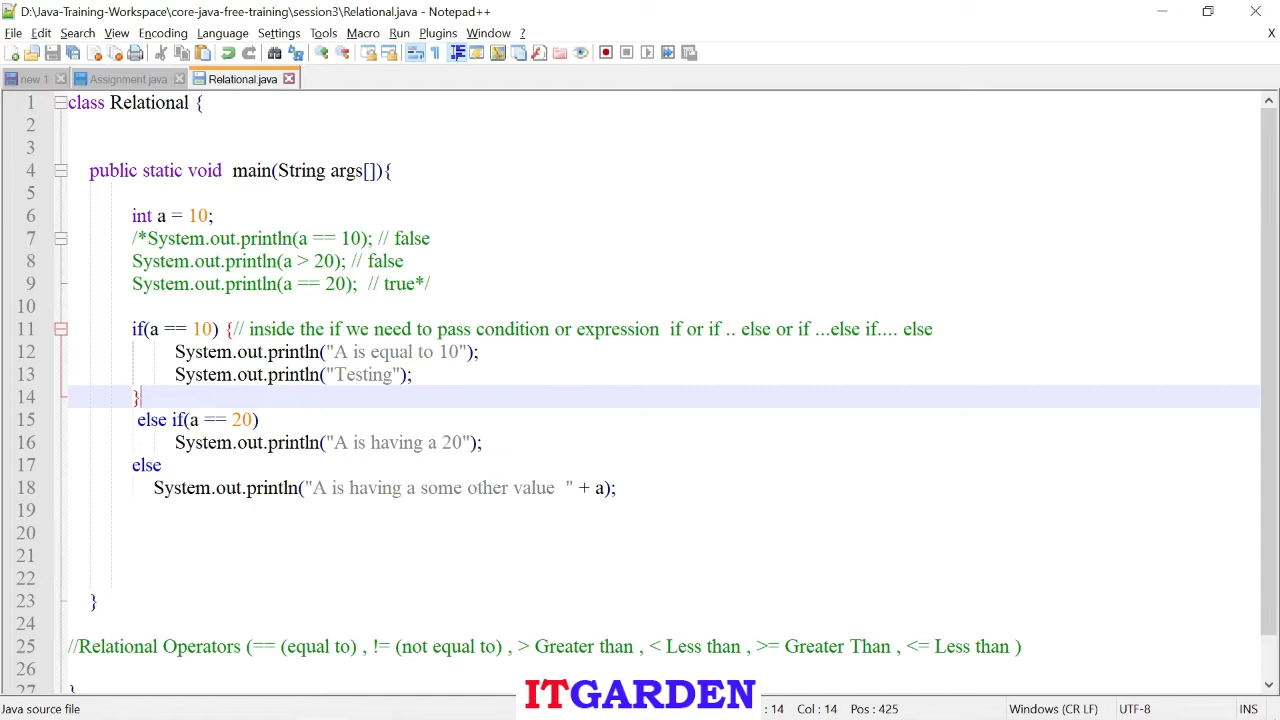 D:\Java-Training-Workspace\core-java-free-training\session3\Relational.java - Notepad++
File Edit Search View Encoding Language Settings Tools Macro Run Plugins Window ?
X
new 1 Assignment.java Relational.java
1 class Relational {
2
3
4 public static void  main(String args[]){
5
6 int a = 10;
7 /*System.out.println(a == 10); // false
8 System.out.println(a > 20); // false
9 System.out.println(a == 20);  // true*/
10
11 if(a == 10) {// inside the if we need to pass condition or expression  if or if .. else or if ...else if.... else
12 System.out.println("A is equal to 10");
13 System.out.println("Testing");
14 }
15 else if(a == 20)
16 System.out.println("A is having a 20");
17 else
18 System.out.println("A is having a some other value  " + a);
19
20
21
22
23 }
24
25 //Relational Operators (== (equal to) , != (not equal to) , > Greater than , < Less than , >= Greater Than , <= Less than )
26
27 }
ITGARDEN
Java source file : 14 Col : 14 Pos : 425 Windows (CR LF) UTF-8 INS